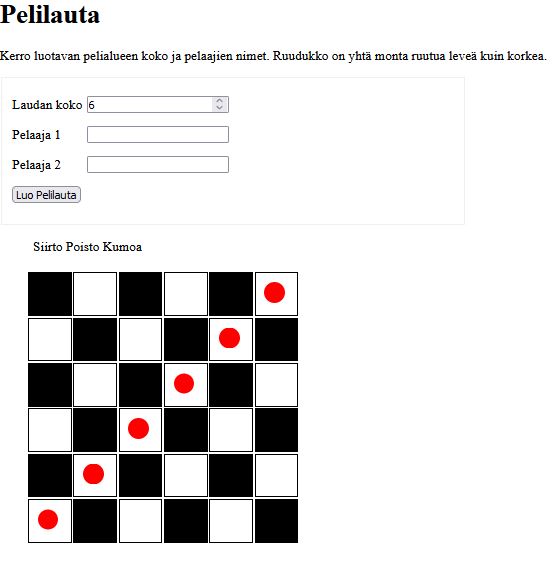 Pelilauta
Kerro luotavan pelialueen koko ja pelaajien nimet. Ruudukko on yhtä monta ruutua leveä kuin korkea.
Laudan koko 6
Pelaaja 1
Pelaaja 2
Luo Pelilauta
Siirto Poisto Kumoa